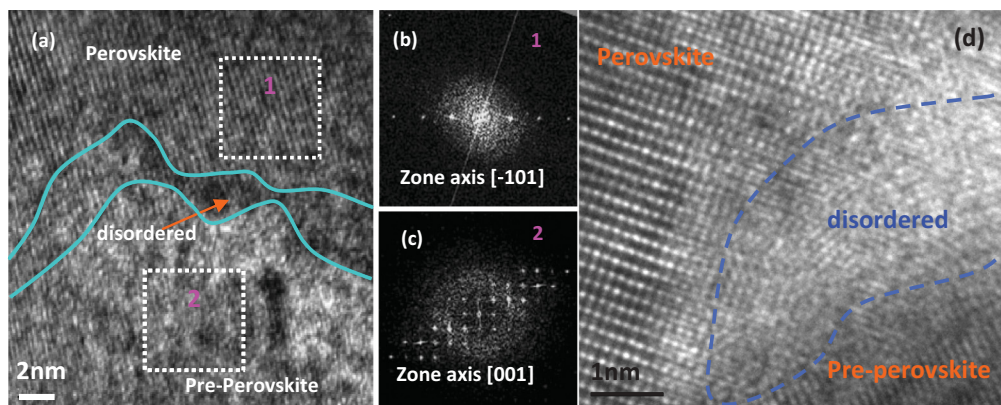 (a)
Perovskite
1
disordered
2
2nm
Pre-Perovskite
(b)
1
Zone axis [-101]
(c)
2
Zone axis [001]
(d)
Perovskite
disordered
1nm
Pre-perovskite